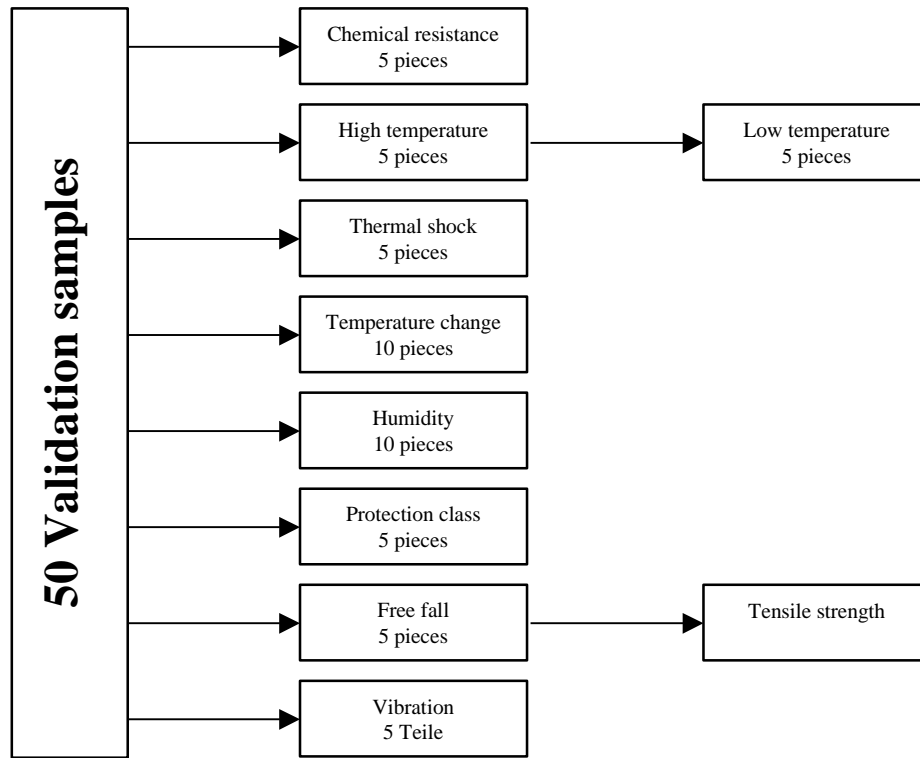 50 Validation samples
Chemical resistance
5 pieces
High temperature
5 pieces
Low temperature
5 pieces
Thermal shock
5 pieces
Temperature change
10 pieces
Humidity
10 pieces
Protection class
5 pieces
Free fall
5 pieces
Tensile strength
Vibration
5 Teile